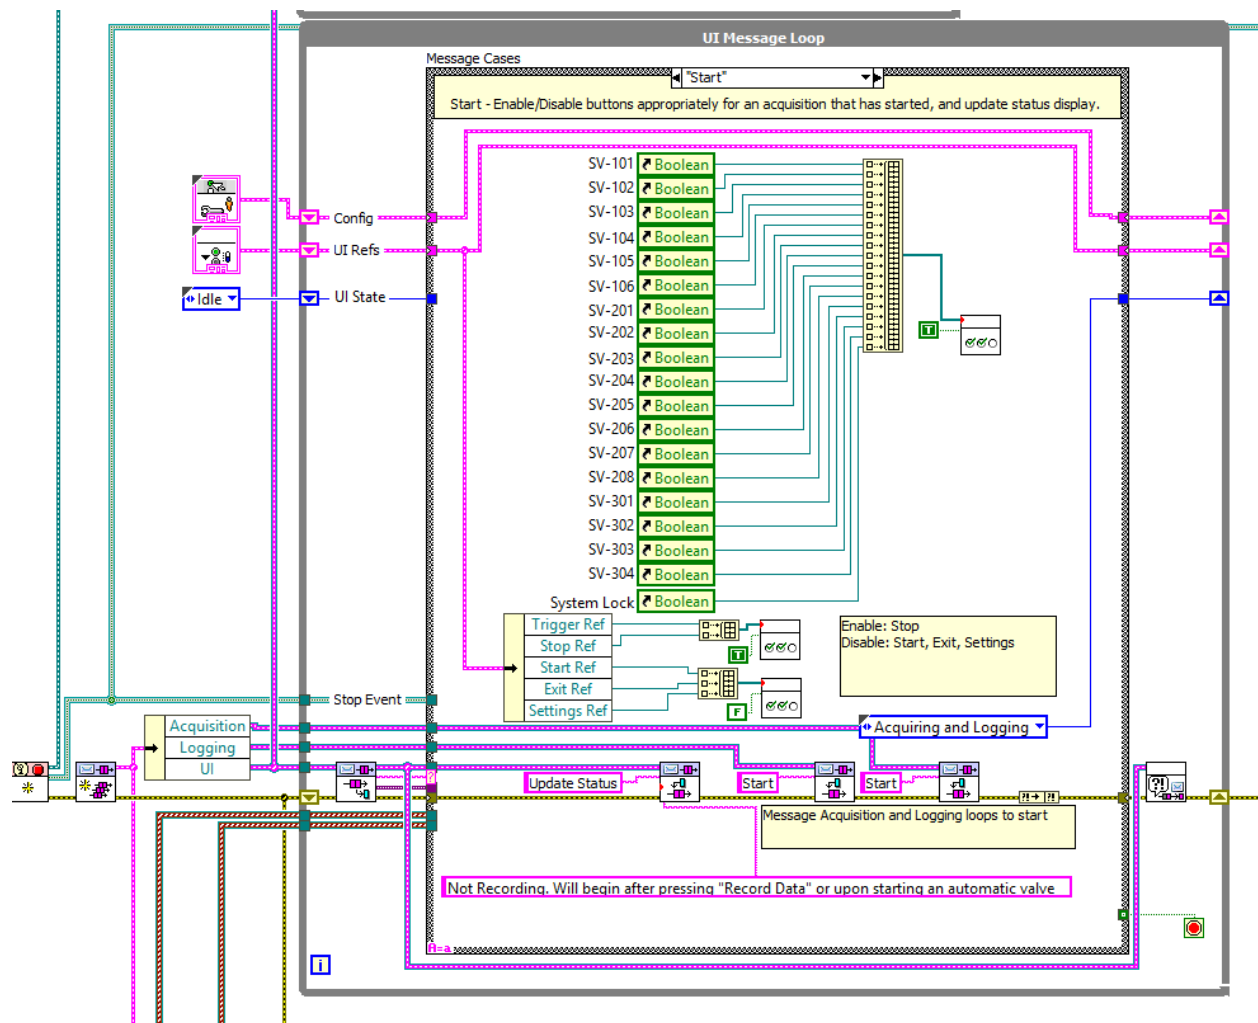 UI Message Loop
Message Cases
"Start"
Start - Enable/Disable buttons appropriately for an acquisition that has started, and update status display.
SV-101 Boolean
SV-102 Boolean
SV-103 Boolean
SV-104 Boolean
SV-105 Boolean
SV-106 Boolean
SV-201 Boolean
SV-202 Boolean
SV-203 Boolean
SV-204 Boolean
SV-205 Boolean
SV-206 Boolean
SV-207 Boolean
SV-208 Boolean
SV-301 Boolean
SV-302 Boolean
SV-303 Boolean
SV-304 Boolean
System Lock Boolean
Config
UI Refs
Idle
UI State
T
Trigger Ref
Stop Ref
Start Ref
Exit Ref
Settings Ref
T
F
Enable: Stop
Disable: Start, Exit, Settings
Stop Event
Acquisition
Logging
UI
Acquiring and Logging
Update Status
Start
Start
?
Message Acquisition and Logging loops to start
Not Recording. Will begin after pressing "Record Data" or upon starting an automatic valve
A=a
i